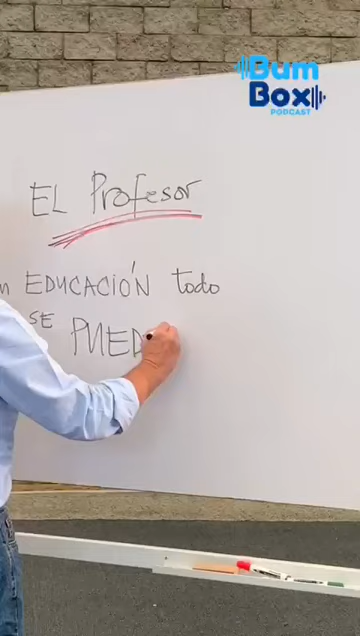 Bum
Box
PODCAST
EL Profesor
EDUCACIÓN todo
SE PUED